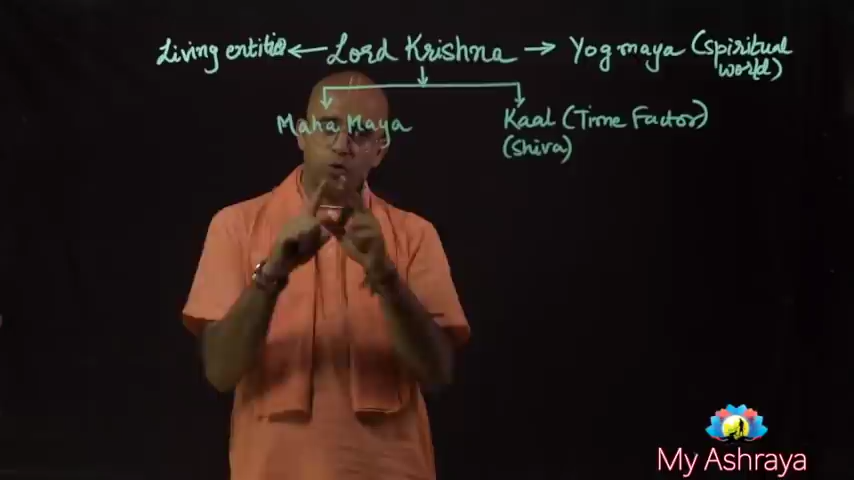 Living entities ← Lord Krishna → Yogmaya (spiritual
world)
Maha Maya
Kaal (Time Factor)
(Shiva)
My Ashraya